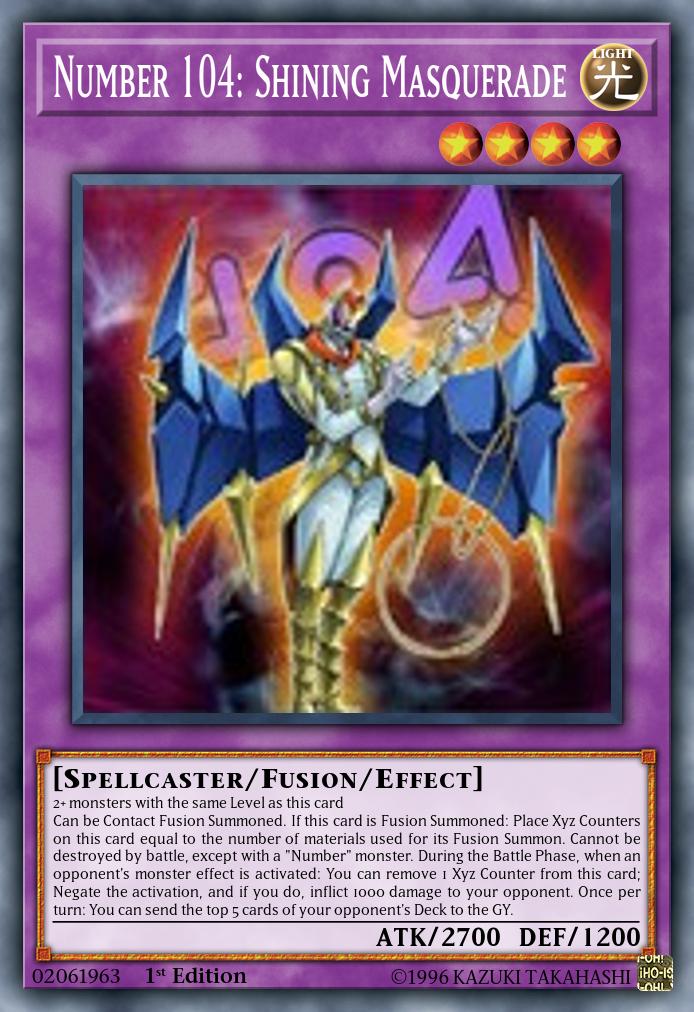 NUMBER 104: SHINING MASQUERADE
LIGHT
光
104
[SPELLCASTER/FUSION/EFFECT]
2+ monsters with the same Level as this card
Can be Contact Fusion Summoned. If this card is Fusion Summoned: Place Xyz Counters
on this card equal to the number of materials used for its Fusion Summon. Cannot be
destroyed by battle, except with a "Number" monster. During the Battle Phase, when an
opponent's monster effect is activated: You can remove 1 Xyz Counter from this card;
Negate the activation, and if you do, inflict 1000 damage to your opponent. Once per
turn: You can send the top 5 cards of your opponent's Deck to the GY.
ATK/2700 DEF/1200
02061963 1st Edition ©1996 KAZUKI TAKAHASHI